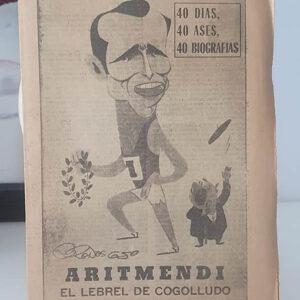 40 DIAS,
40 ASES,
40 BIOGRAFIAS
J
ARITMENDI
EL LEBREL DE COGOLLUDO